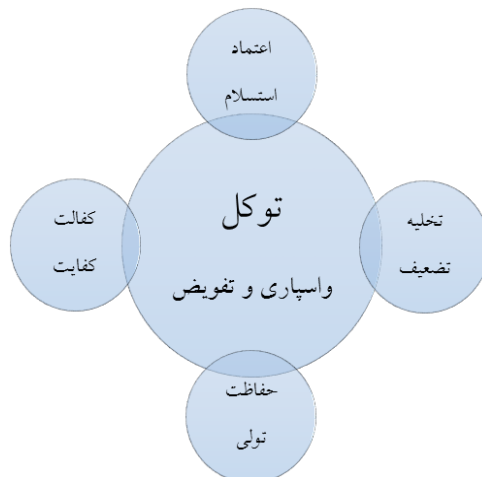 اعتماد
استسلام
توکل
واسپاری و تفویض
تخلیه
تضعیف
کفالت
کفایت
حفاظت
تولی